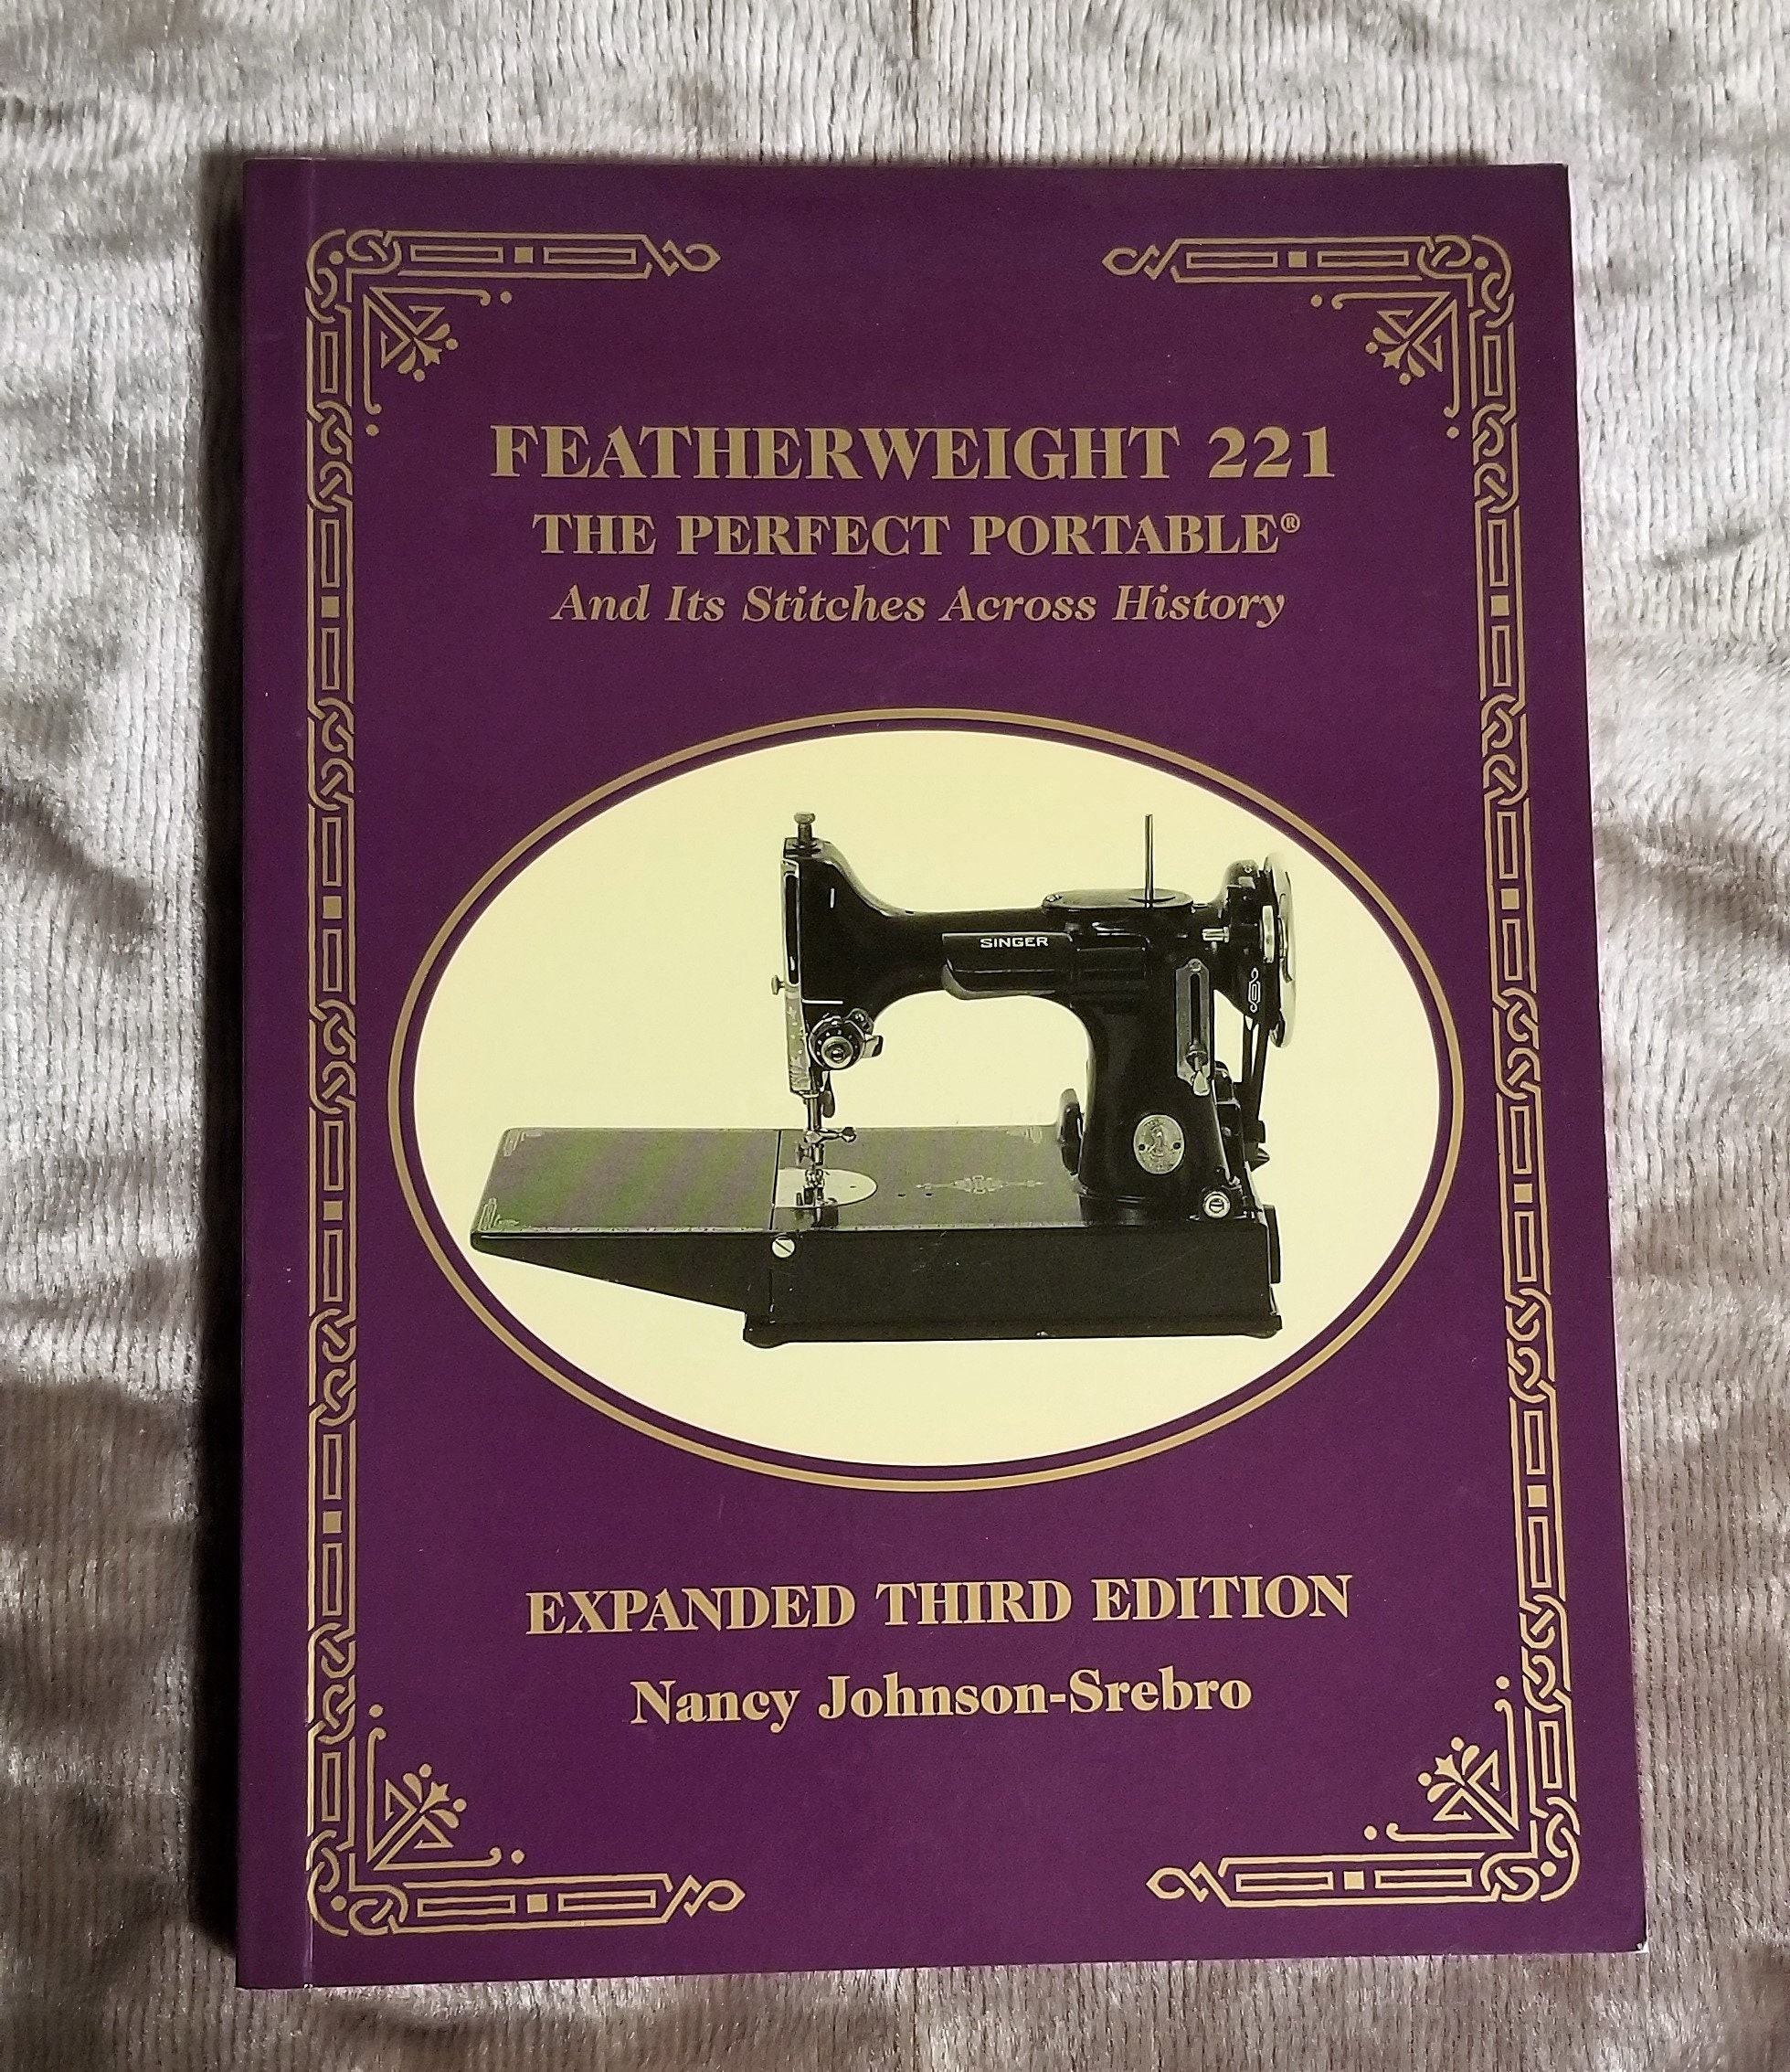 FEATHERWEIGHT 221
THE PERFECT PORTABLE®
And Its Stitches Across History
SINGER
EXPANDED THIRD EDITION
Nancy Johnson-Srebro